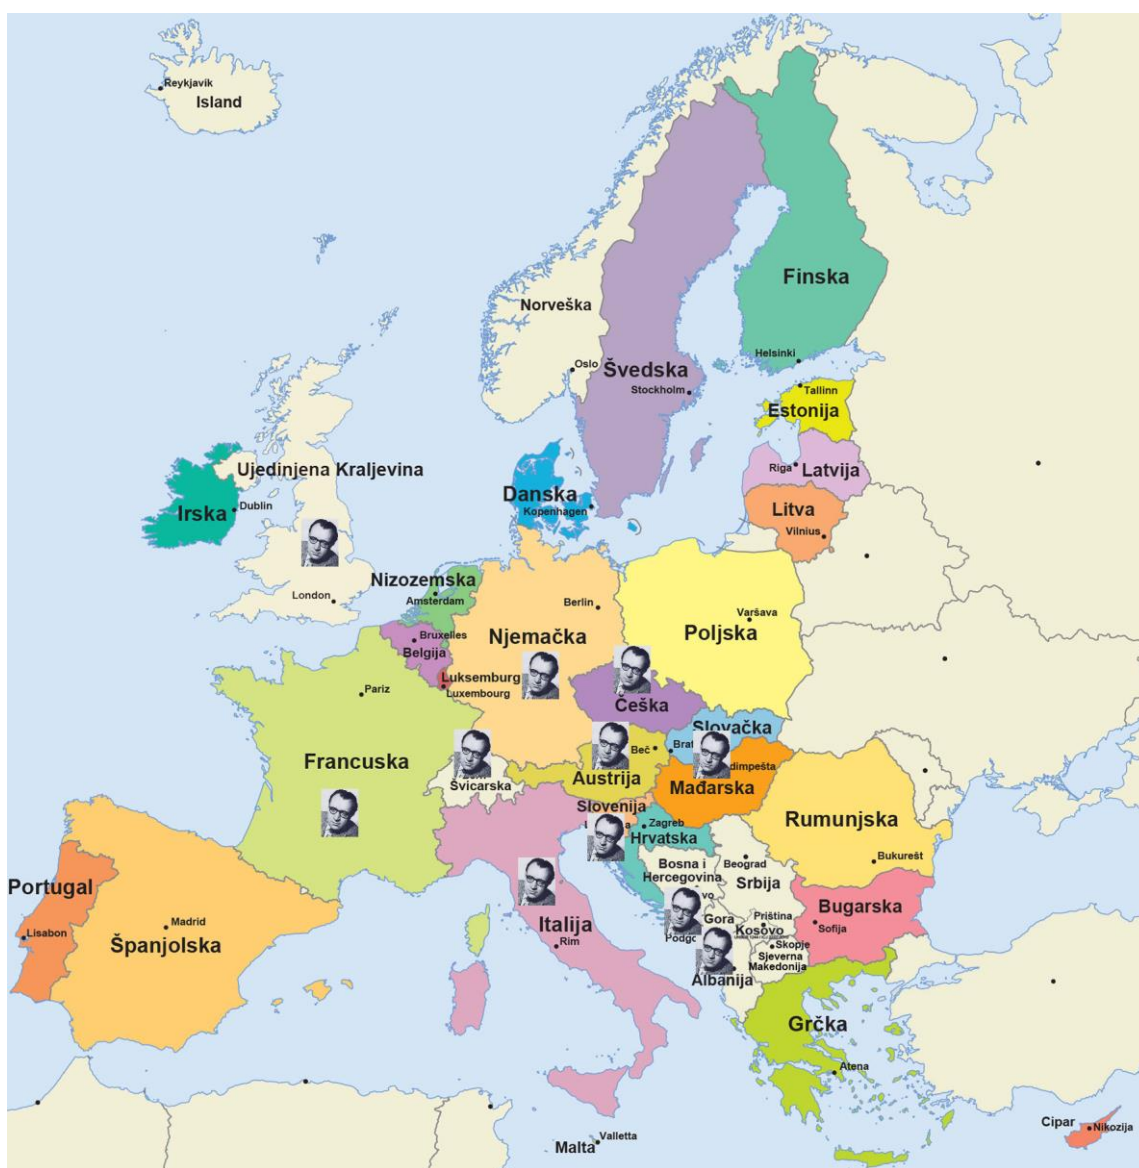 Reykjavik
Island
Finska
Norveška
Helsinki
Oslo
Švedska
Stockholm
Tallinn
Estonija
Riga
Latvija
Ujedinjena Kraljevina
Danska
Kopenhagen
Irska
Dublin
Litva
Vilnius
Nizozemska
Amsterdam
London
Berlin
Varšava
Poljska
Njemačka
Bruxelles
Belgija
Luksemburg
Luxembourg
Pariz
Češka
Slovačka
Beč
Francuska
Austrija
Švicarska
Mađarska
Slovenija
Zagreb
Hrvatska
Rumunjska
Bukurešt
Bosna i
Hercegovina
Beograd
Srbija
Portugal
Lisabon
Madrid
Španjolska
Italija
Rim
Gora
Priština
Kosovo
Bugarska
Sofija
Skopje
Sjeverna
Makedonija
Albanija
Grčka
Atena
Malta
Valletta
Cipar
Nikozija